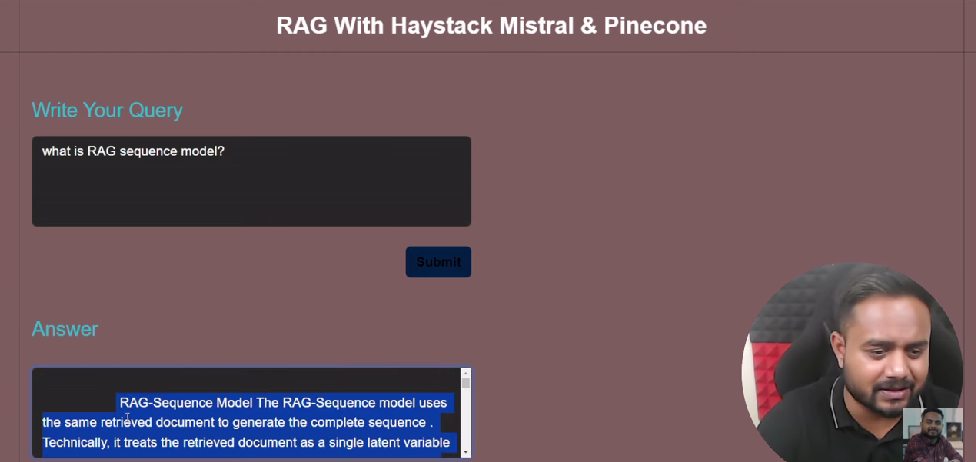 RAG With Haystack Mistral & Pinecone
Write Your Query
what is RAG sequence model?
Submit
Answer
RAG-Sequence Model The RAG-Sequence model uses
the same retrieved document to generate the complete sequence .
Technically, it treats the retrieved document as a single latent variable